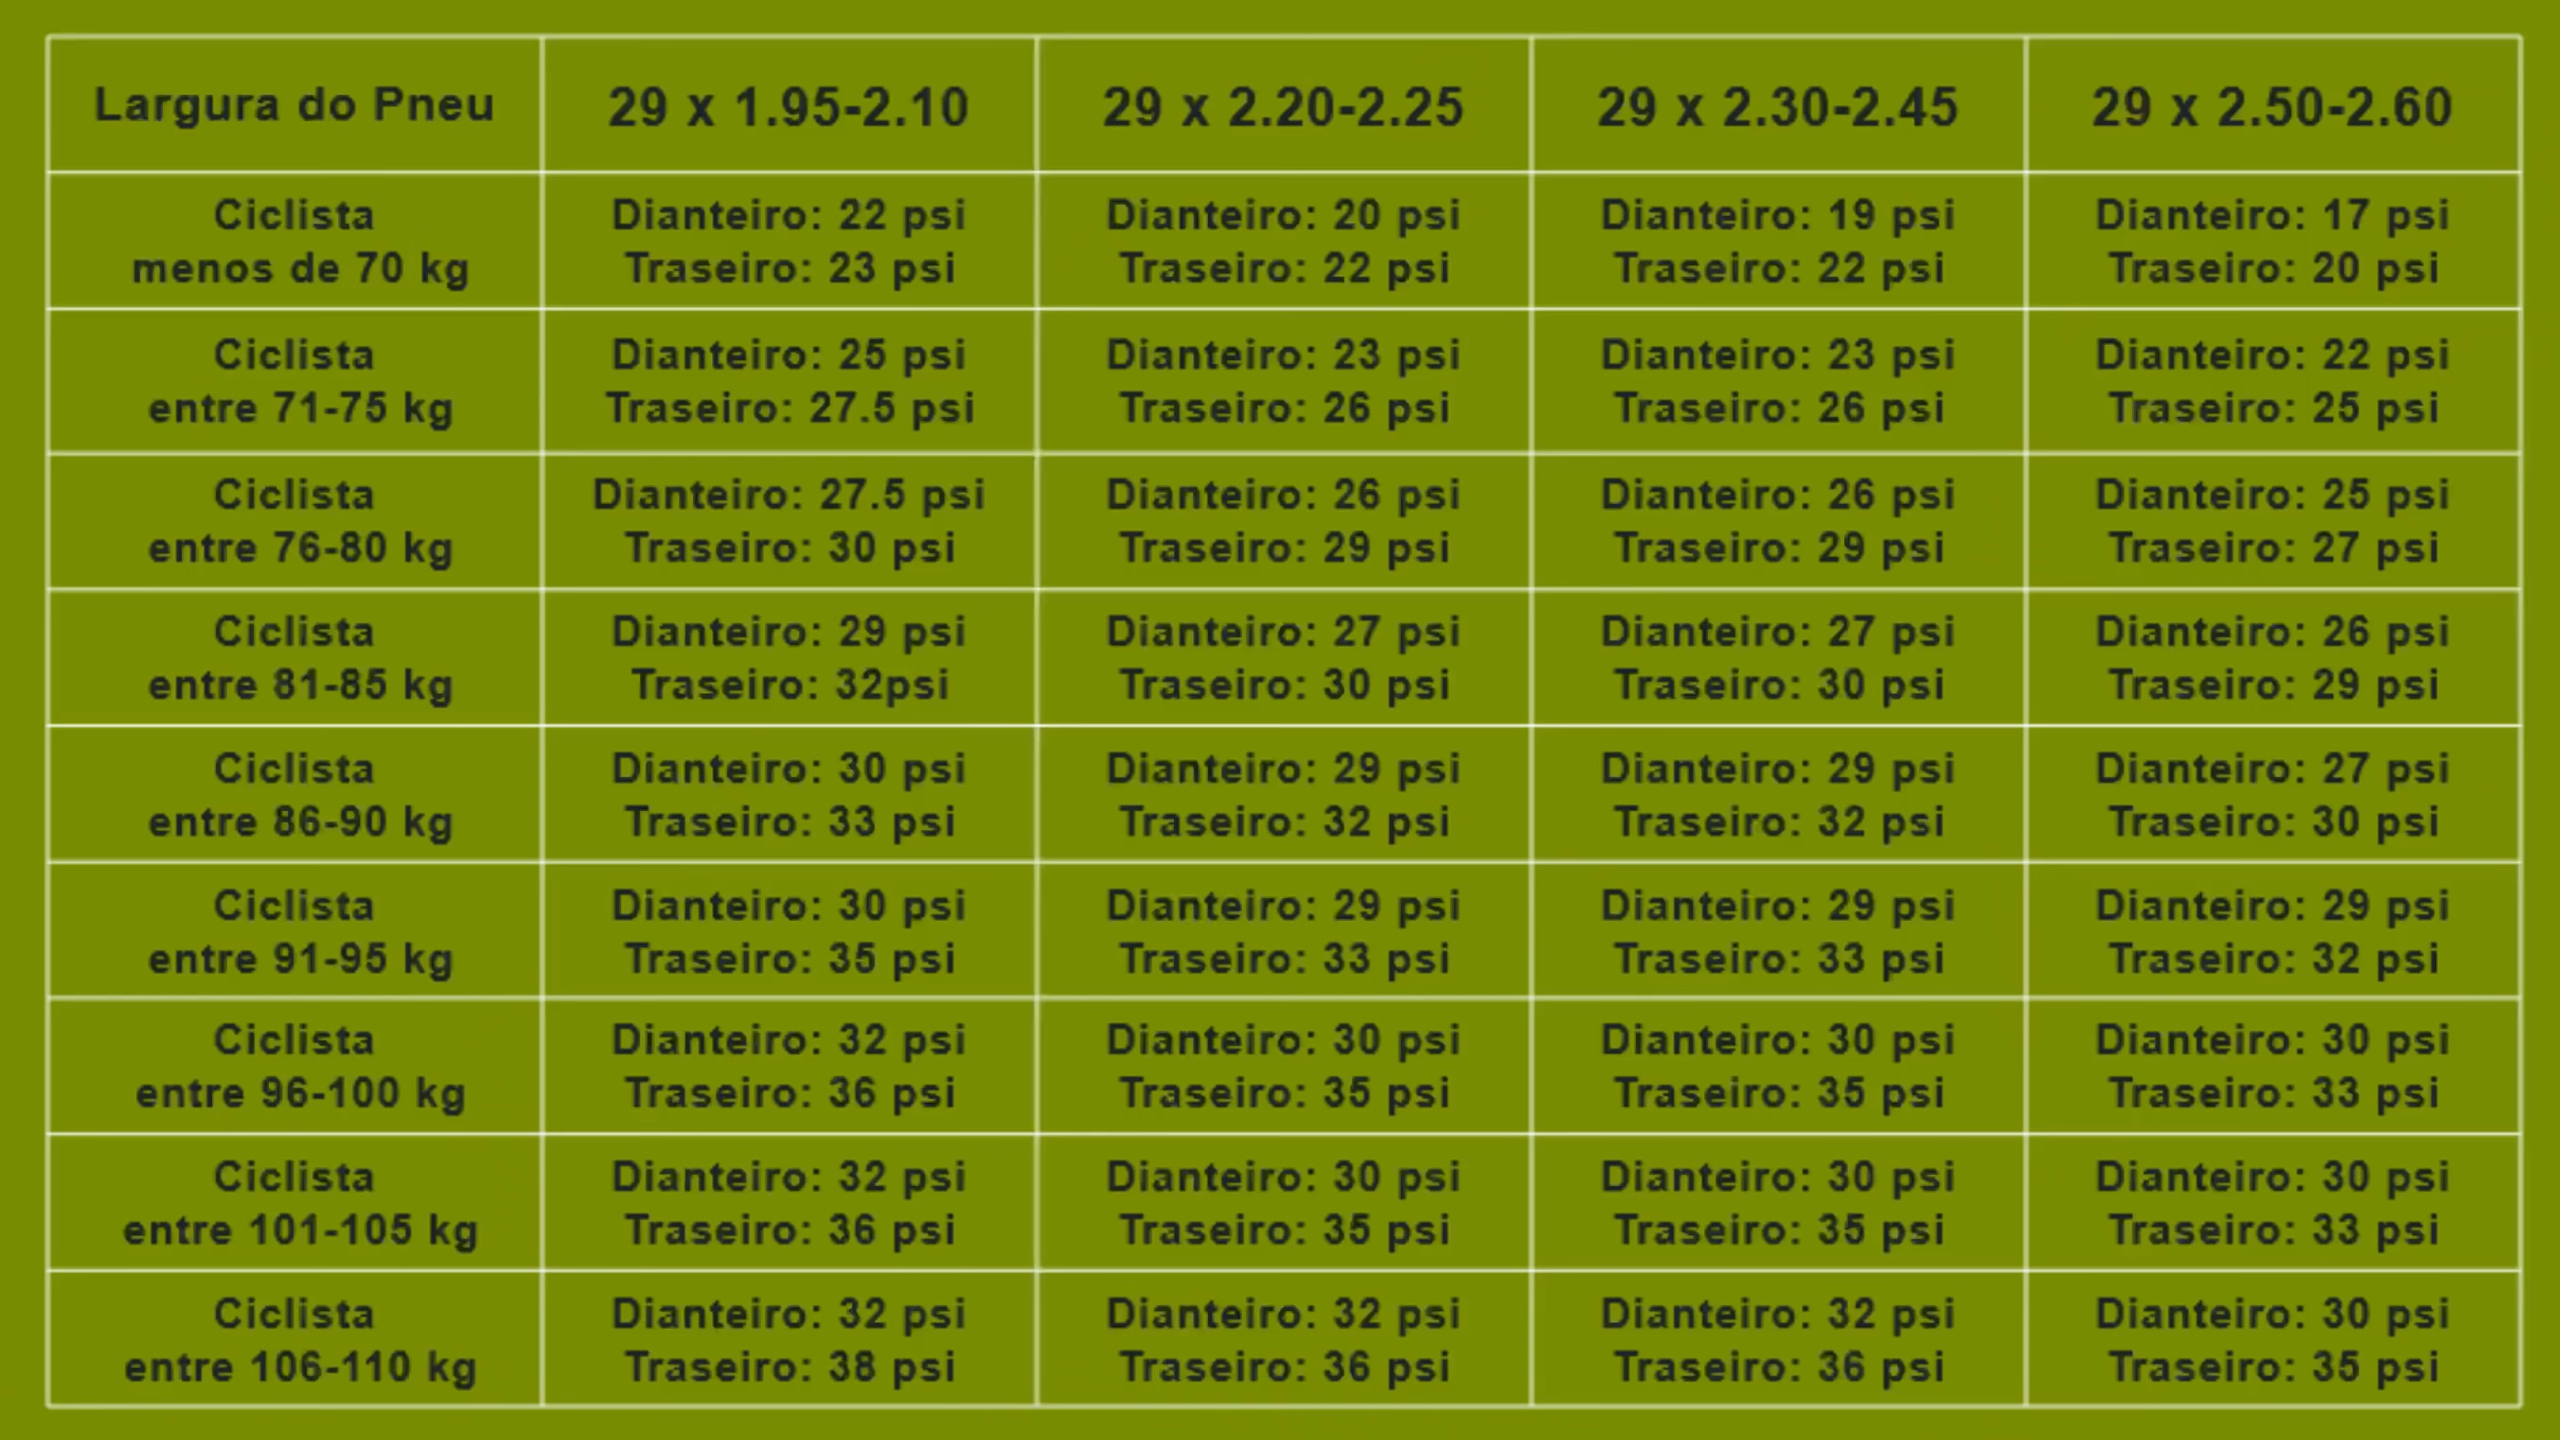 Largura do Pneu
29 x 1.95-2.10
29 x 2.20-2.25
29 x 2.30-2.45
29 x 2.50-2.60
Ciclista
menos de 70 kg
Dianteiro: 22 psi
Traseiro: 23 psi
Dianteiro: 20 psi
Traseiro: 22 psi
Dianteiro: 19 psi
Traseiro: 22 psi
Dianteiro: 17 psi
Traseiro: 20 psi
Ciclista
entre 71-75 kg
Dianteiro: 25 psi
Traseiro: 27.5 psi
Dianteiro: 23 psi
Traseiro: 26 psi
Dianteiro: 23 psi
Traseiro: 26 psi
Dianteiro: 22 psi
Traseiro: 25 psi
Ciclista
entre 76-80 kg
Dianteiro: 27.5 psi
Traseiro: 30 psi
Dianteiro: 26 psi
Traseiro: 29 psi
Dianteiro: 26 psi
Traseiro: 29 psi
Dianteiro: 25 psi
Traseiro: 27 psi
Ciclista
entre 81-85 kg
Dianteiro: 29 psi
Traseiro: 32psi
Dianteiro: 27 psi
Traseiro: 30 psi
Dianteiro: 27 psi
Traseiro: 30 psi
Dianteiro: 26 psi
Traseiro: 29 psi
Ciclista
entre 86-90 kg
Dianteiro: 30 psi
Traseiro: 33 psi
Dianteiro: 29 psi
Traseiro: 32 psi
Dianteiro: 29 psi
Traseiro: 32 psi
Dianteiro: 27 psi
Traseiro: 30 psi
Ciclista
entre 91-95 kg
Dianteiro: 30 psi
Traseiro: 35 psi
Dianteiro: 29 psi
Traseiro: 33 psi
Dianteiro: 29 psi
Traseiro: 33 psi
Dianteiro: 29 psi
Traseiro: 32 psi
Ciclista
entre 96-100 kg
Dianteiro: 32 psi
Traseiro: 36 psi
Dianteiro: 30 psi
Traseiro: 35 psi
Dianteiro: 30 psi
Traseiro: 35 psi
Dianteiro: 30 psi
Traseiro: 33 psi
Ciclista
entre 101-105 kg
Dianteiro: 32 psi
Traseiro: 36 psi
Dianteiro: 30 psi
Traseiro: 35 psi
Dianteiro: 30 psi
Traseiro: 35 psi
Dianteiro: 30 psi
Traseiro: 33 psi
Ciclista
entre 106-110 kg
Dianteiro: 32 psi
Traseiro: 38 psi
Dianteiro: 32 psi
Traseiro: 36 psi
Dianteiro: 32 psi
Traseiro: 36 psi
Dianteiro: 30 psi
Traseiro: 35 psi